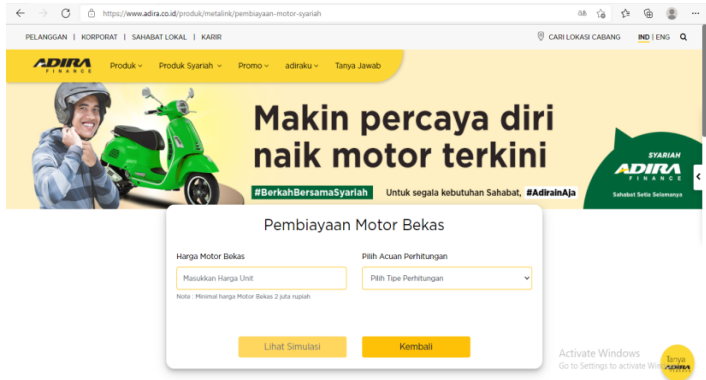 https://www.adira.co.id/produk/metalink/pembiayaan-motor-syariah
PELANGGAN | KORPORAT | SAHABAT LOKAL | KARIR
CARI LOKASI CABANG IND | ENG
ADIRA
FINANCE
Produk Produk Syariah Promo adiraku Tanya Jawab
Makin percaya diri
naik motor terkini
#BerkahBersamaSyariah Untuk segala kebutuhan Sahabat, #AdirainAja
SYARIAH
ADIRA
FINANCE
Sahabat Setia Selamanya
Pembiayaan Motor Bekas
Harga Motor Bekas Pilih Acuan Perhitungan
Masukkan Harga Unit Pilih Tipe Perhitungan
Note : Minimal harga Motor Bekas 2 juta rupiah
Lihat Simulasi Kembali
Activate Windows
Go to Settings to activate Win
Tanya
ADIRA